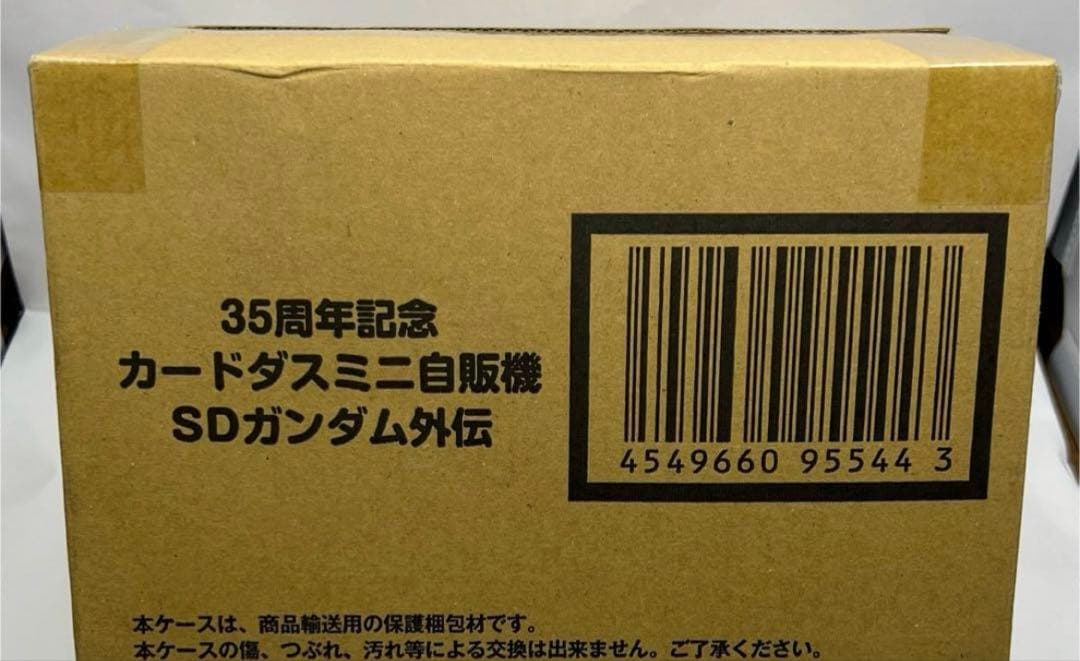 35周年記念
カードダスミニ自販機
SDガンダム外伝
4549660 95544 3
本ケースは、商品輸送用の保護梱包材です。
本ケースの傷、つぶれ、汚れ等による交換は出来ません。ご了承ください。